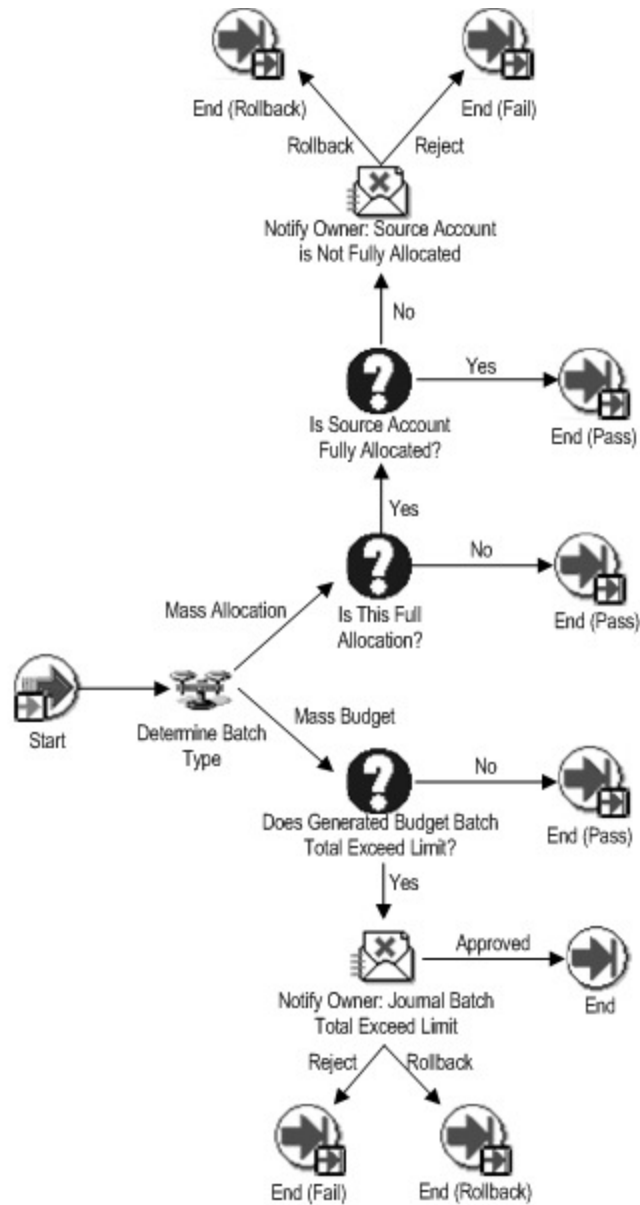 End (Rollback)
End (Fail)
Rollback
Reject
Notify Owner: Source Account
is Not Fully Allocated
No
Yes
Is Source Account
Fully Allocated?
End (Pass)
Yes
No
Mass Allocation
Is This Full
Allocation?
End (Pass)
Start
Determine Batch
Type
Mass Budget
No
Does Generated Budget Batch
Total Exceed Limit?
End (Pass)
Yes
Approved
Notify Owner: Journal Batch
Total Exceed Limit
End
Reject
Rollback
End (Fail)
End (Rollback)